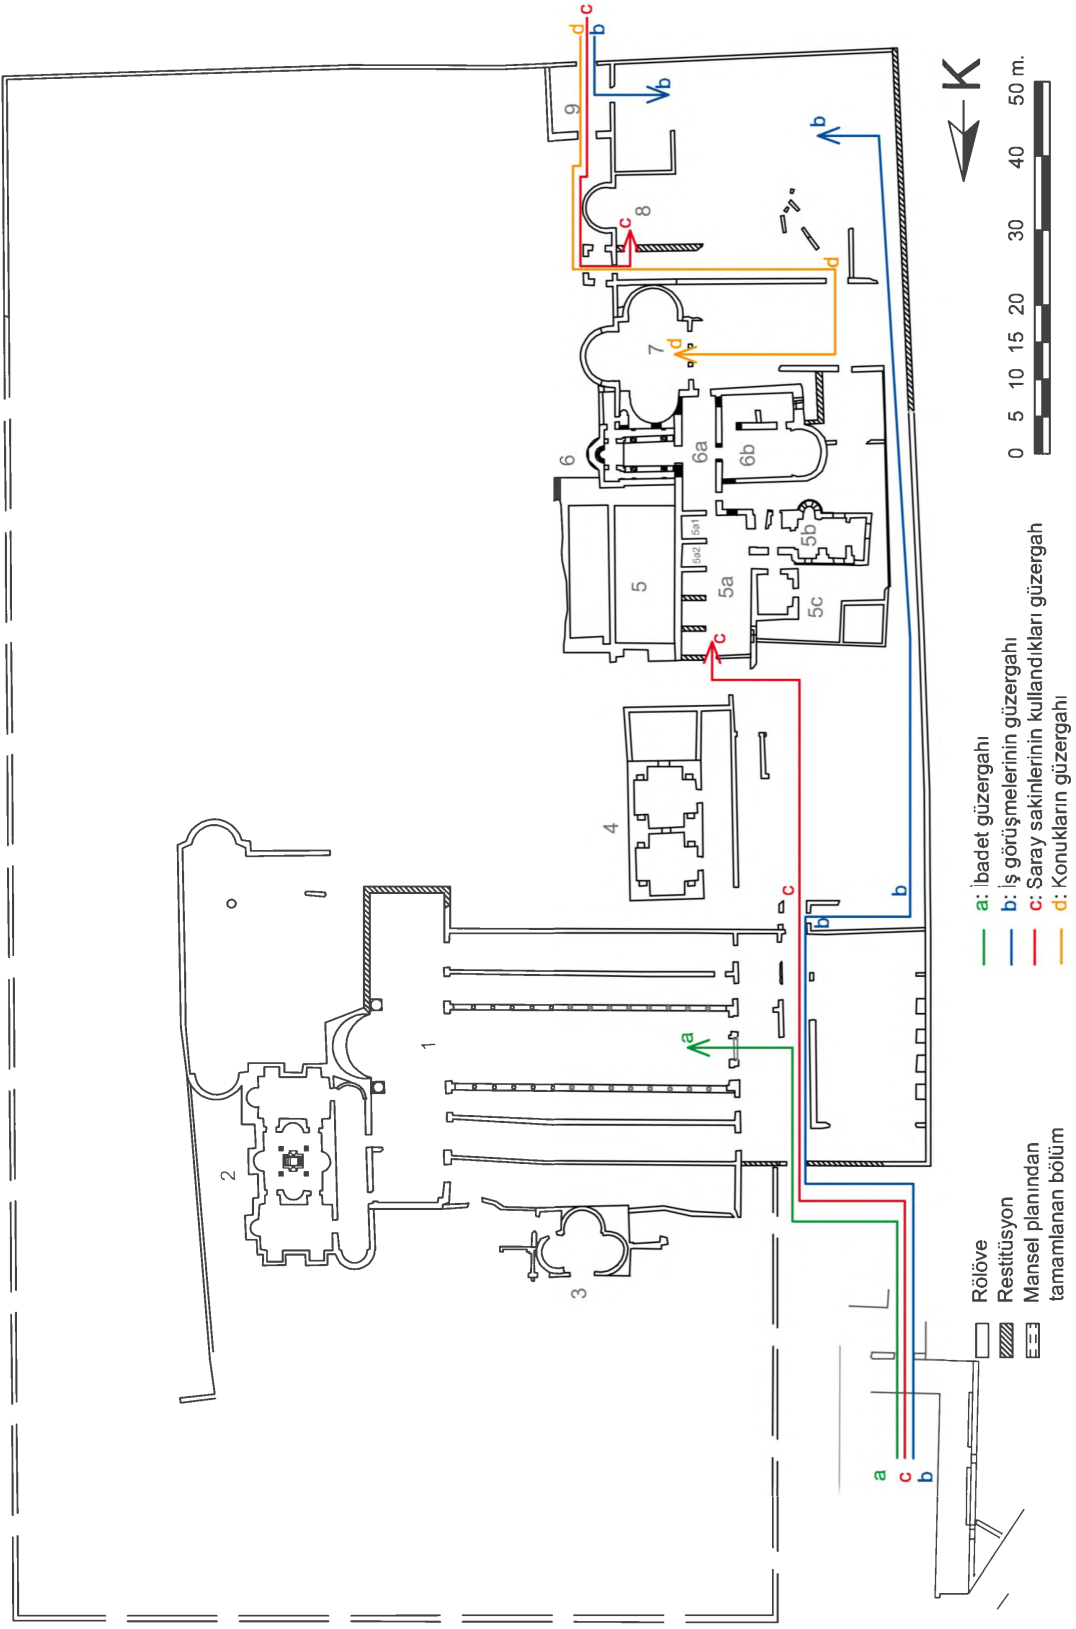 c
d
b
9
b
b
8
c
d
7
d
6
6a
6b
5
5a1
5a2
5a
5b
5c
c
4
c
b
b
1
a
2
3
a
c
b
K
0 5 10 15 20 30 40 50 m.
a: İbadet güzergahı
b: İş görüşmelerinin güzergahı
c: Saray sakinlerinin kullandıkları güzergah
d: Konukların güzergahı
Rölöve
Restitüsyon
Mansel planından
tamamlanan bölüm